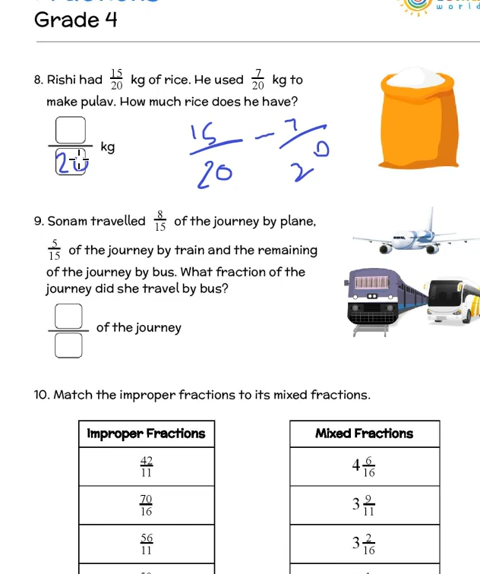 Grade 4
8. Rishi had 15/20 kg of rice. He used 7/20 kg to
make pulav. How much rice does he have?
20 kg
15/20 - 7/20
9. Sonam travelled 8/15 of the journey by plane,
5/15 of the journey by train and the remaining
of the journey by bus. What fraction of the
journey did she travel by bus?
of the journey
10. Match the improper fractions to its mixed fractions.
Improper Fractions
42/11
70/16
56/11
Mixed Fractions
4 6/16
3 9/11
3 2/16